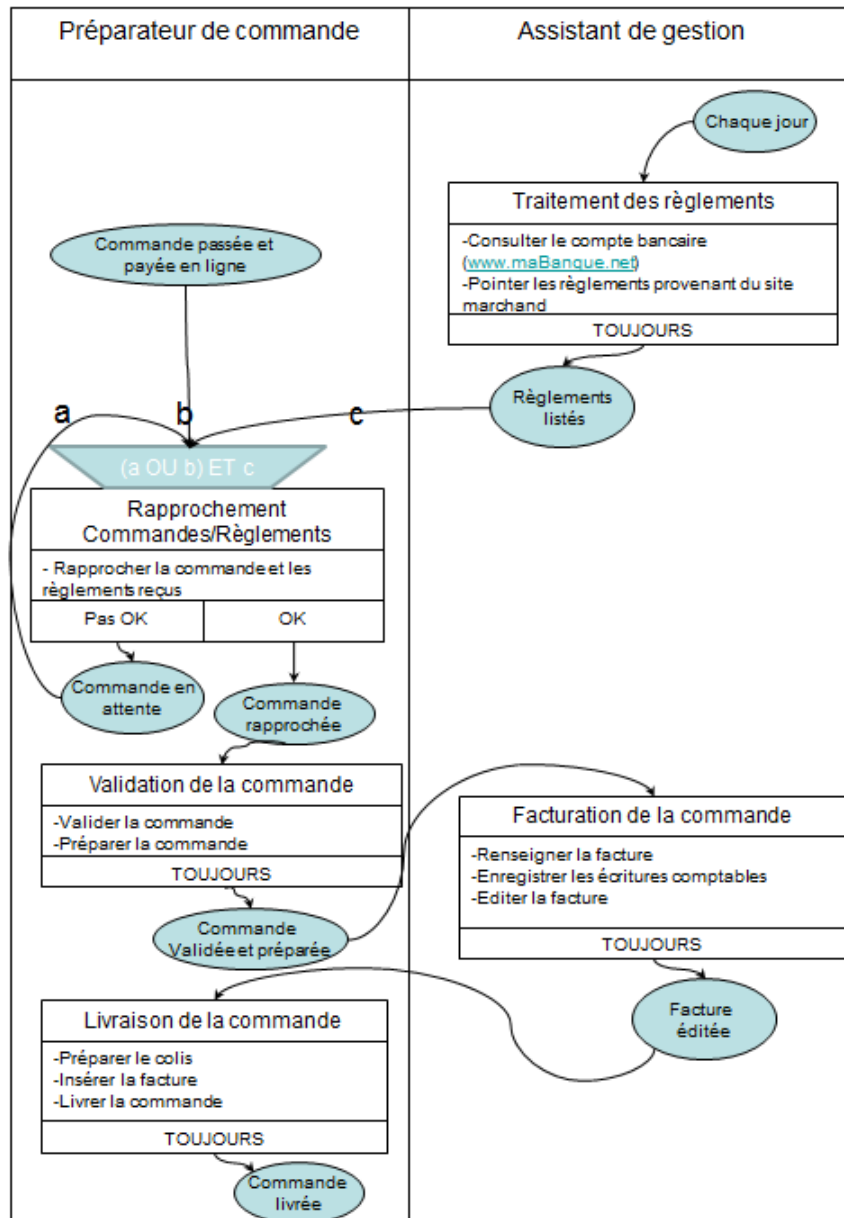 Préparateur de commande
Assistant de gestion
Chaque jour
Traitement des règlements
-Consulter le compte bancaire
(www.maBanque.net)
-Pointer les règlements provenant du site
marchand
TOUJOURS
Commande passée et
payée en ligne
Règlements
listés
a
b
c
(a OU b) ET c
Rapprochement
Commandes/Règlements
- Rapprocher la commande et les
règlements reçus
Pas OK
OK
Commande en
attente
Commande
rapprochée
Validation de la commande
-Valider la commande
-Préparer la commande
TOUJOURS
Commande
Validée et préparée
Facturation de la commande
-Renseigner la facture
-Enregistrer les écritures comptables
-Editer la facture
TOUJOURS
Facture
éditée
Livraison de la commande
-Préparer le colis
-Insérer la facture
-Livrer la commande
TOUJOURS
Commande
livrée